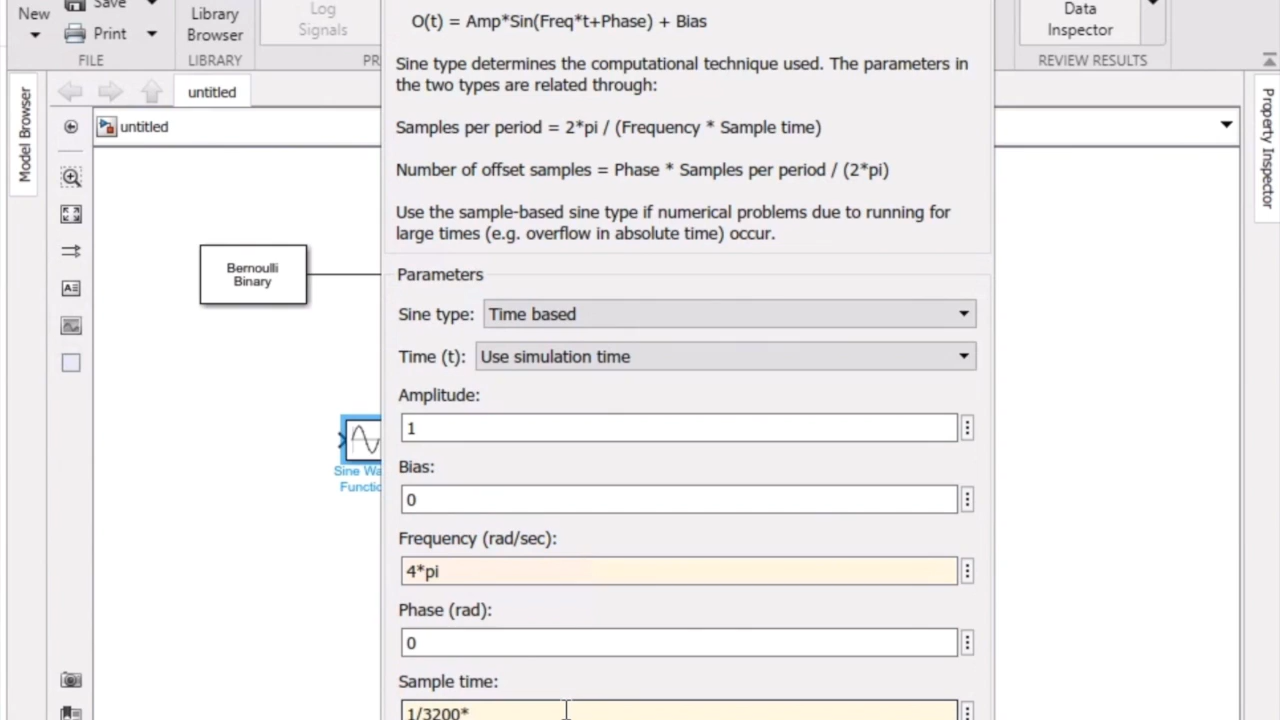 New
Save
Print
FILE
Library
Browser
LIBRARY
Log
Signals
PR
Data
Inspector
REVIEW RESULTS
Model Browser
untitled
untitled
Property Inspector
Bernoulli
Binary
Sine Wa
Functio
O(t) = Amp*Sin(Freq*t+Phase) + Bias
Sine type determines the computational technique used. The parameters in
the two types are related through:
Samples per period = 2*pi / (Frequency * Sample time)
Number of offset samples = Phase * Samples per period / (2*pi)
Use the sample-based sine type if numerical problems due to running for
large times (e.g. overflow in absolute time) occur.
Parameters
Sine type: Time based
Time (t): Use simulation time
Amplitude:
1
Bias:
0
Frequency (rad/sec):
4*pi
Phase (rad):
0
Sample time:
1/3200*